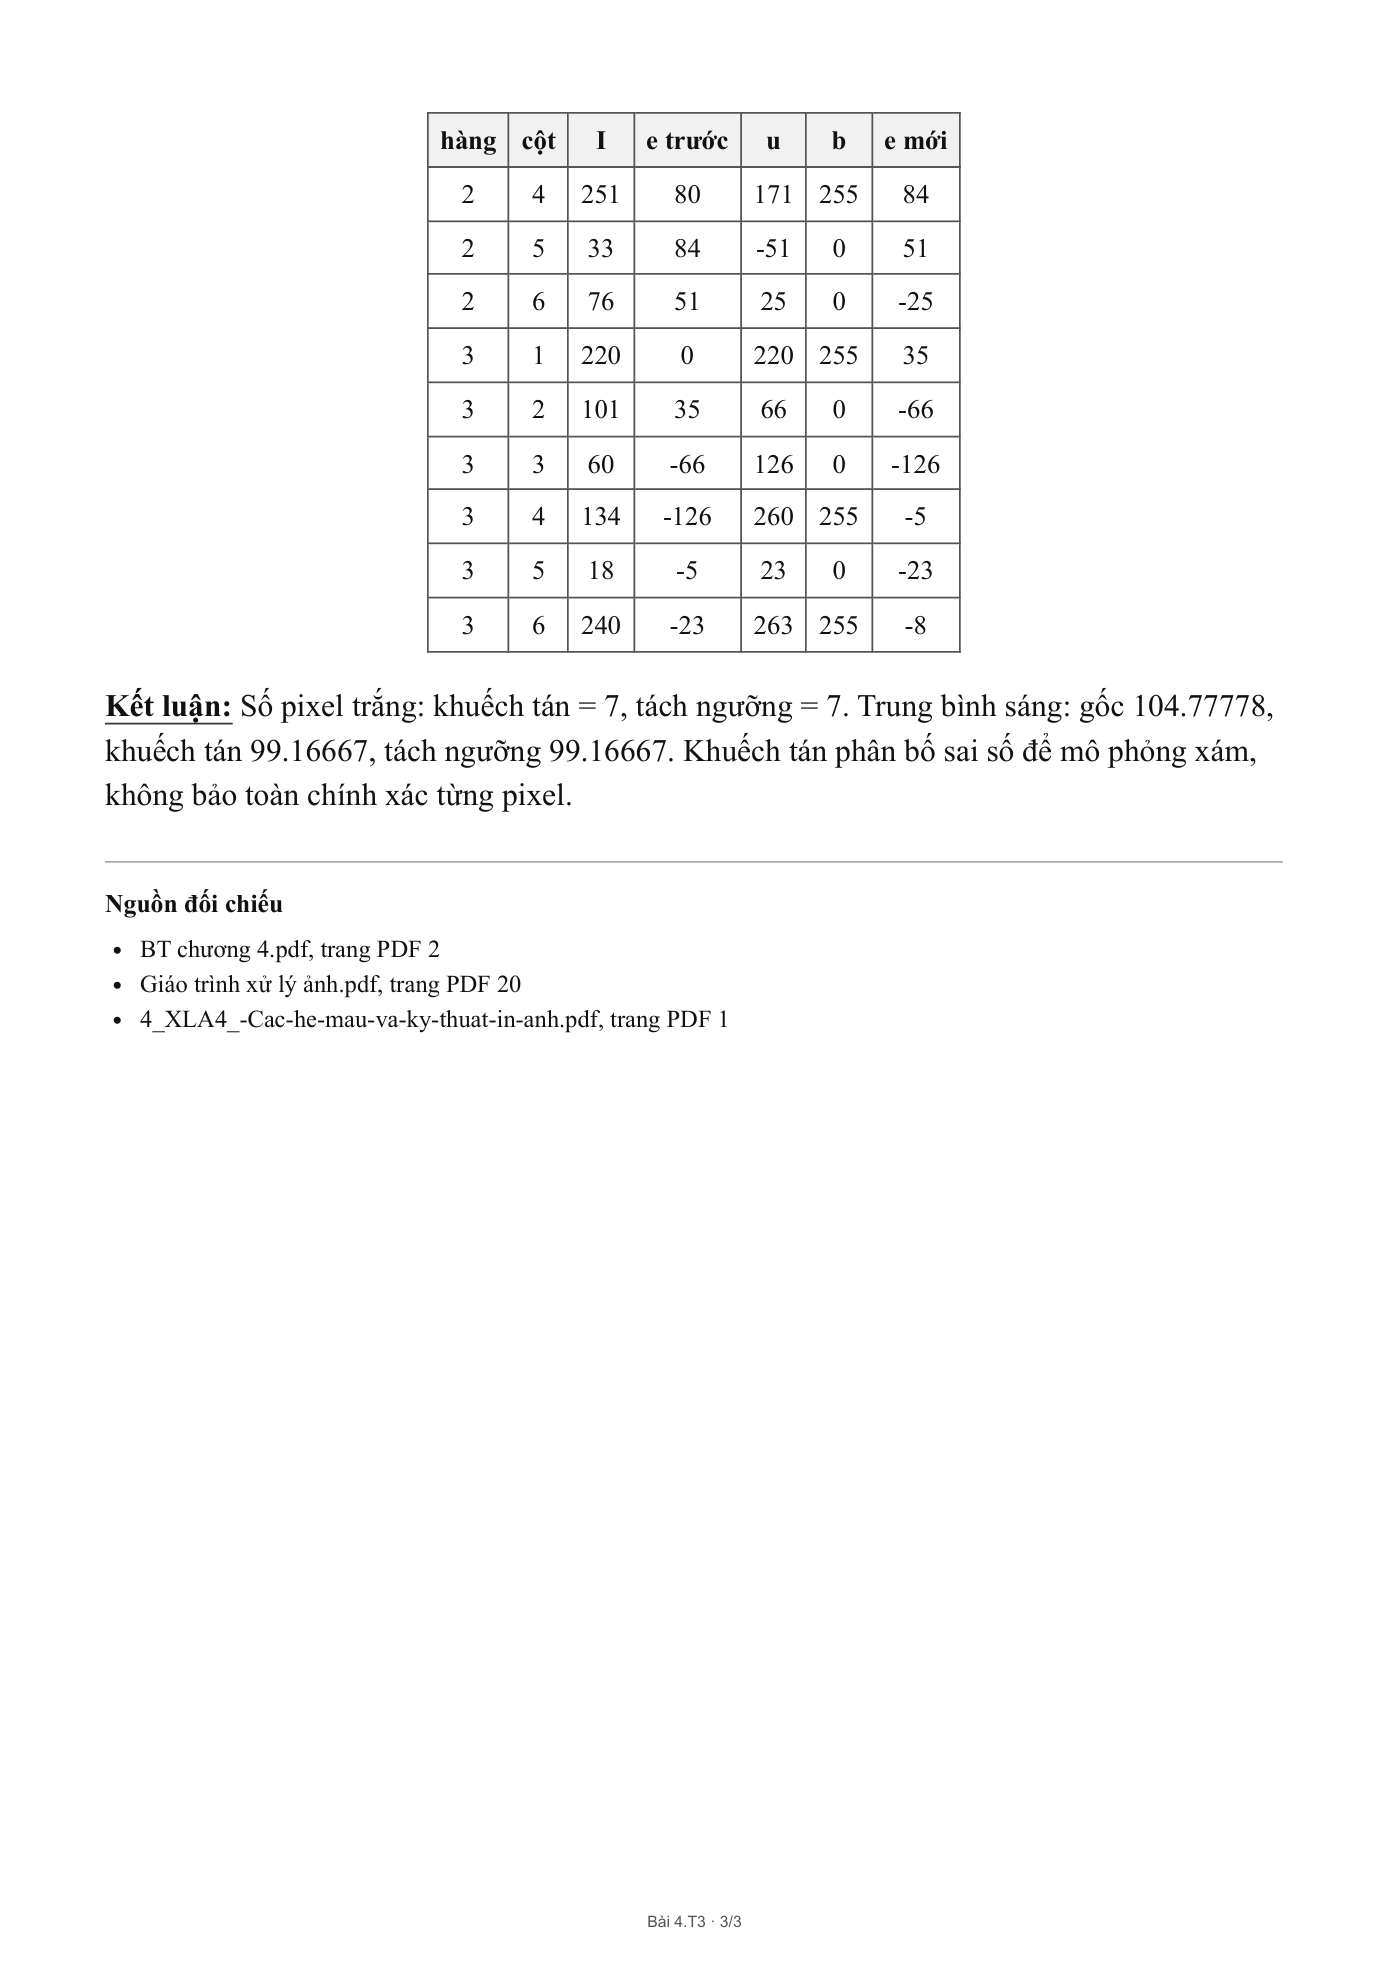 hàng cột I e trước u b e mới
2 4 251 80 171 255 84
2 5 33 84 -51 0 51
2 6 76 51 25 0 -25
3 1 220 0 220 255 35
3 2 101 35 66 0 -66
3 3 60 -66 126 0 -126
3 4 134 -126 260 255 -5
3 5 18 -5 23 0 -23
3 6 240 -23 263 255 -8
Kết luận: Số pixel trắng: khuếch tán = 7, tách ngưỡng = 7. Trung bình sáng: gốc 104.77778,
khuếch tán 99.16667, tách ngưỡng 99.16667. Khuếch tán phân bố sai số để mô phỏng xám,
không bảo toàn chính xác từng pixel.
Nguồn đối chiếu
• BT chương 4.pdf, trang PDF 2
• Giáo trình xử lý ảnh.pdf, trang PDF 20
• 4_XLA4_-Cac-he-mau-va-ky-thuat-in-anh.pdf, trang PDF 1
Bài 4.T3 · 3/3